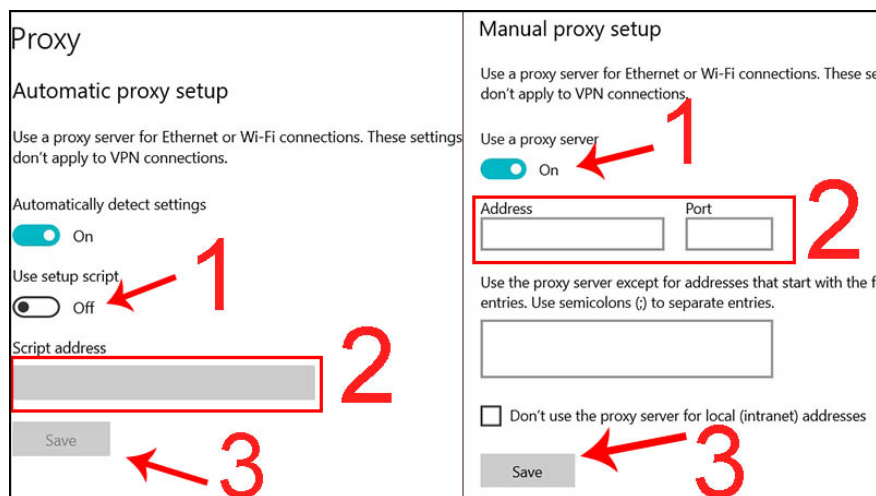 Proxy
Automatic proxy setup
Use a proxy server for Ethernet or Wi-Fi connections. These settings
don't apply to VPN connections.
Automatically detect settings
On
Use setup script
Off
1
Script address
2
Save
3
Manual proxy setup
Use a proxy server for Ethernet or Wi-Fi connections. These se
don't apply to VPN connections.
Use a proxy server
On
1
Address Port
2
Use the proxy server except for addresses that start with the f
entries. Use semicolons (;) to separate entries.
Don't use the proxy server for local (intranet) addresses
Save
3